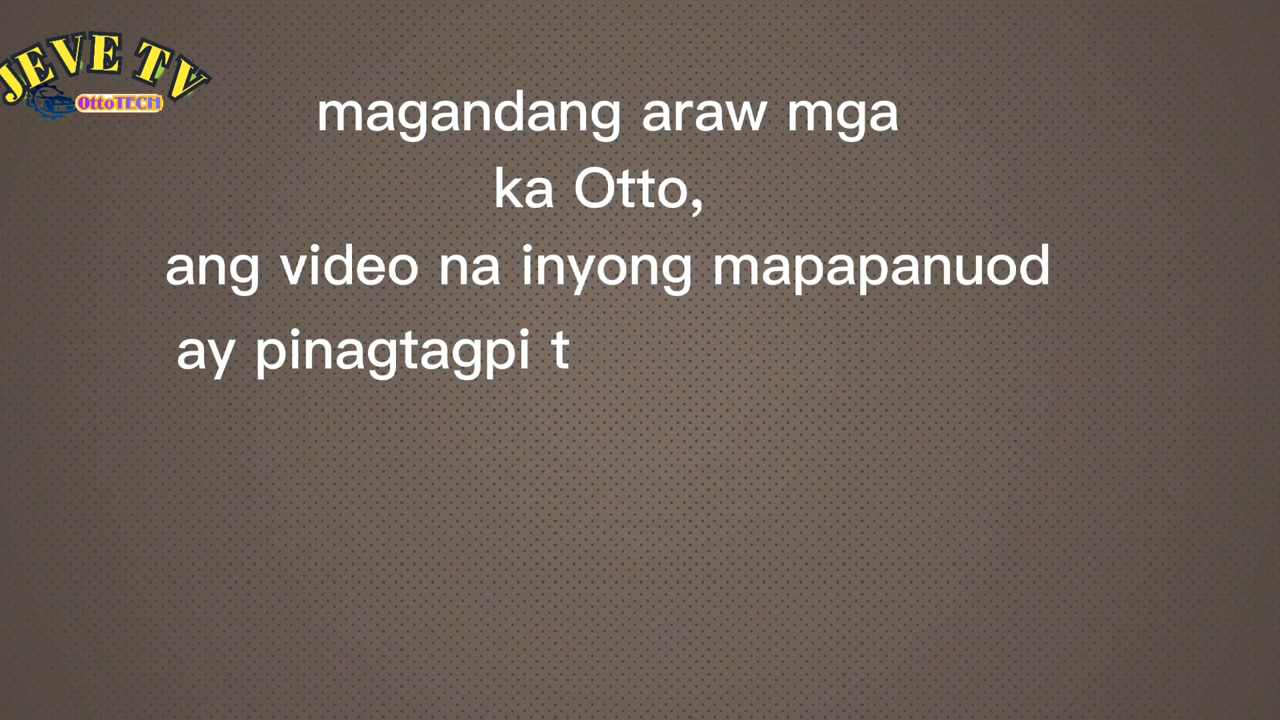 JEVE TV
OttoTECH
magandang araw mga
ka Otto,
ang video na inyong mapapanuod
ay pinagtagpi t